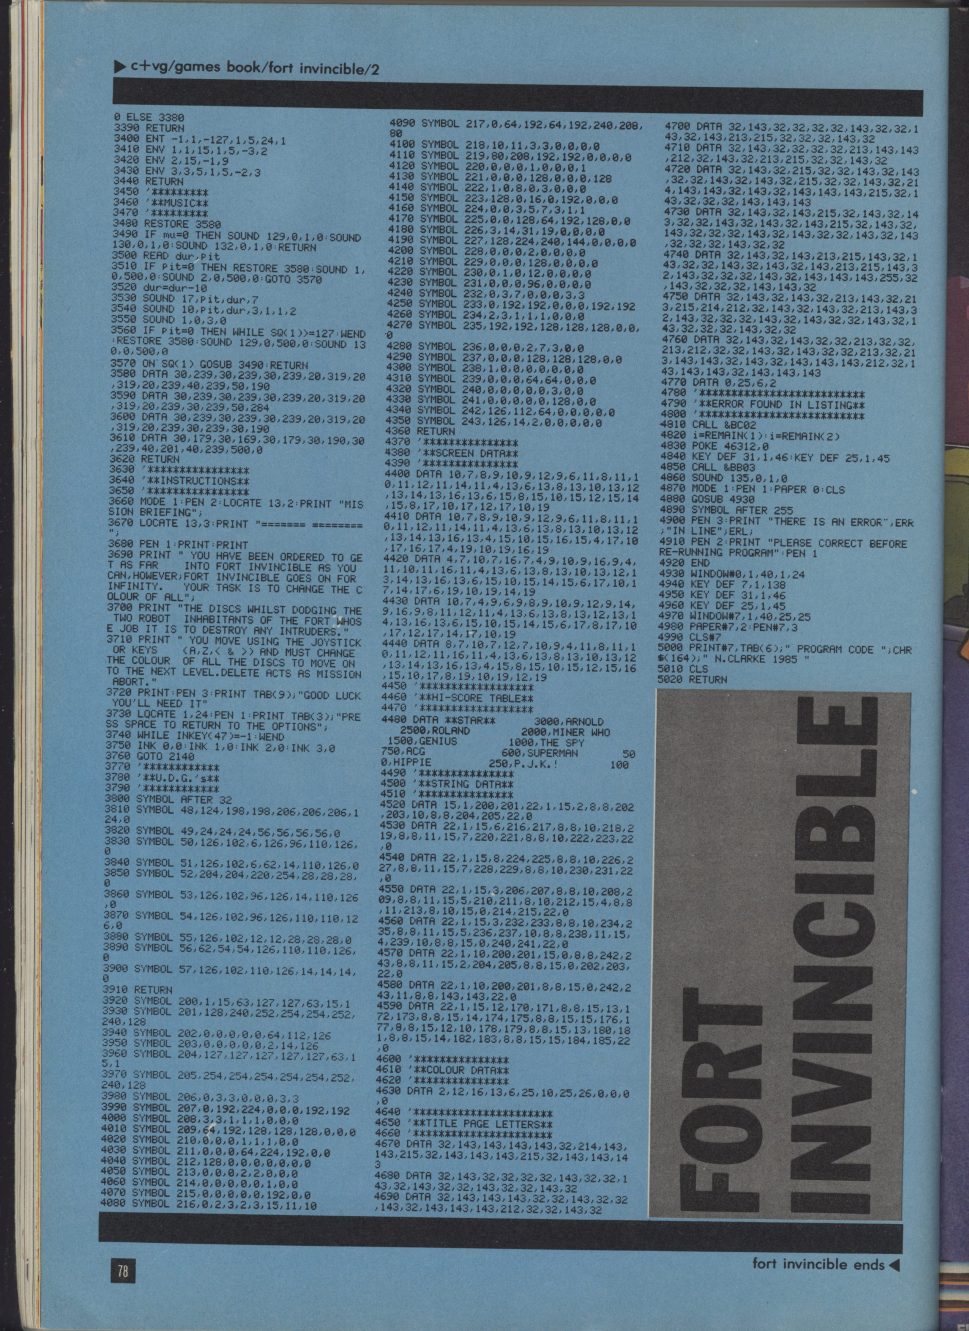 ▶ c+vg/games book/fort invincible/2
0 ELSE 3380
3390 RETURN
3400 ENT -1,1,-127,1,5,24,1
3410 ENV 1,1,15,1,5,-3,2
3420 ENV 2,15,-1,9
3430 ENV 3,3,5,1,5,-2,3
3440 RETURN
3450 '*********
3460 '**MUSIC**
3470 '*********
3480 RESTORE 3580
3490 IF mu=0 THEN SOUND 129,0,1,0:SOUND
130,0,1,0:SOUND 132,0,1,0:RETURN
3500 READ dur,pit
3510 IF pit=0 THEN RESTORE 3580:SOUND 1,
0,500,0:SOUND 2,0,500,0:GOTO 3570
3520 dur=dur-10
3530 SOUND 17,pit,dur,7
3540 SOUND 10,pit,dur,3,1,1,2
3550 SOUND 1,0,3,0
3560 IF pit=0 THEN WHILE SQ(1)>=127:WEND
:RESTORE 3580:SOUND 129,0,500,0:SOUND 13
0,0,500,0
3570 ON SQ(1) GOSUB 3490:RETURN
3580 DATA 30,239,30,239,30,239,20,319,20
,319,20,239,40,239,50,190
3590 DATA 30,239,30,239,30,239,20,319,20
,319,20,239,30,239,50,284
3600 DATA 30,239,30,239,30,239,20,319,20
,319,20,239,30,239,30,190
3610 DATA 30,179,30,169,30,179,30,190,30
,239,40,201,40,239,500,0
3620 RETURN
3630 '****************
3640 '**INSTRUCTIONS**
3650 '****************
3660 MODE 1:PEN 2:LOCATE 13,2:PRINT "MIS
SION BRIEFING";
3670 LOCATE 13,3:PRINT "======= ========
";
3680 PEN 1:PRINT:PRINT
3690 PRINT " YOU HAVE BEEN ORDERED TO GE
T AS FAR    INTO FORT INVINCIBLE AS YOU
CAN,HOWEVER,FORT INVINCIBLE GOES ON FOR
INFINITY.   YOUR TASK IS TO CHANGE THE C
OLOUR OF ALL";
3700 PRINT "THE DISCS WHILST DODGING THE
TWO ROBOT  INHABITANTS OF THE FORT WHOS
E JOB IT IS TO DESTROY ANY INTRUDERS."
3710 PRINT " YOU MOVE USING THE JOYSTICK
OR KEYS    (A,Z,< & >) AND MUST CHANGE
THE COLOUR  OF ALL THE DISCS TO MOVE ON
TO THE NEXT LEVEL.DELETE ACTS AS MISSION
ABORT."
3720 PRINT:PEN 3:PRINT TAB(9);"GOOD LUCK
YOU'LL NEED IT"
3730 LOCATE 1,24:PEN 1:PRINT TAB(3);"PRE
SS SPACE TO RETURN TO THE OPTIONS";
3740 WHILE INKEY(47)=-1:WEND
3750 INK 0,0:INK 1,0:INK 2,0:INK 3,0
3760 GOTO 2140
3770 '************
3780 '**U.D.G.'s**
3790 '************
3800 SYMBOL AFTER 32
3810 SYMBOL 48,124,198,198,206,206,206,1
24,0
3820 SYMBOL 49,24,24,24,56,56,56,56,0
3830 SYMBOL 50,126,102,6,126,96,110,126,
0
3840 SYMBOL 51,126,102,6,62,14,110,126,0
3850 SYMBOL 52,204,204,220,254,28,28,28,
0
3860 SYMBOL 53,126,102,96,126,14,110,126
,0
3870 SYMBOL 54,126,102,96,126,110,110,12
6,0
3880 SYMBOL 55,126,102,12,12,28,28,28,0
3890 SYMBOL 56,62,54,54,126,110,110,126,
0
3900 SYMBOL 57,126,102,110,126,14,14,14,
0
3910 RETURN
3920 SYMBOL 200,1,15,63,127,127,63,15,1
3930 SYMBOL 201,128,240,252,254,254,252,
240,128
3940 SYMBOL 202,0,0,0,0,0,64,112,126
3950 SYMBOL 203,0,0,0,0,0,2,14,126
3960 SYMBOL 204,127,127,127,127,127,63,1
5,1
3970 SYMBOL 205,254,254,254,254,254,252,
240,128
3980 SYMBOL 206,0,3,3,0,0,0,3,3
3990 SYMBOL 207,0,192,224,0,0,0,192,192
4000 SYMBOL 208,3,3,1,1,1,0,0,0
4010 SYMBOL 209,64,192,128,128,128,0,0,0
4020 SYMBOL 210,0,0,0,1,1,1,0,0
4030 SYMBOL 211,0,0,0,64,224,192,0,0
4040 SYMBOL 212,128,0,0,0,0,0,0,0
4050 SYMBOL 213,0,0,0,2,2,0,0,0
4060 SYMBOL 214,0,0,0,0,0,1,0,0
4070 SYMBOL 215,0,0,0,0,0,192,0,0
4080 SYMBOL 216,0,2,3,2,3,15,11,10
4090 SYMBOL 217,0,64,192,64,192,240,208,
80
4100 SYMBOL 218,10,11,3,3,0,0,0,0
4110 SYMBOL 219,80,208,192,192,0,0,0,0
4120 SYMBOL 220,0,0,0,1,0,0,0,1
4130 SYMBOL 221,0,0,0,128,0,0,0,128
4140 SYMBOL 222,1,0,8,0,3,0,0,0
4150 SYMBOL 223,128,0,16,0,192,0,0,0
4160 SYMBOL 224,0,0,3,5,7,3,1,1
4170 SYMBOL 225,0,0,128,64,192,128,0,0
4180 SYMBOL 226,3,14,31,19,0,0,0,0
4190 SYMBOL 227,128,224,240,144,0,0,0,0
4200 SYMBOL 228,0,0,0,2,0,0,0,0
4210 SYMBOL 229,0,0,0,128,0,0,0,0
4220 SYMBOL 230,0,1,0,12,0,0,0,0
4230 SYMBOL 231,0,0,0,96,0,0,0,0
4240 SYMBOL 232,0,3,7,0,0,0,3,3
4250 SYMBOL 233,0,192,192,0,0,0,192,192
4260 SYMBOL 234,2,3,1,1,1,0,0,0
4270 SYMBOL 235,192,192,128,128,128,0,0,
0
4280 SYMBOL 236,0,0,0,2,7,3,0,0
4290 SYMBOL 237,0,0,0,128,128,128,0,0
4300 SYMBOL 238,1,0,0,0,0,0,0,0
4310 SYMBOL 239,0,0,0,64,64,0,0,0
4320 SYMBOL 240,0,0,0,0,0,3,0,0
4330 SYMBOL 241,0,0,0,0,0,128,0,0
4340 SYMBOL 242,126,112,64,0,0,0,0,0
4350 SYMBOL 243,126,14,2,0,0,0,0,0
4360 RETURN
4370 '***************
4380 '**SCREEN DATA**
4390 '***************
4400 DATA 10,7,8,9,10,9,12,9,6,11,8,11,1
0,11,12,11,14,11,4,13,6,13,8,13,10,13,12
,13,14,13,16,13,6,15,8,15,10,15,12,15,14
,15,8,17,10,17,12,17,10,19
4410 DATA 10,7,8,9,10,9,12,9,6,11,8,11,1
0,11,12,11,14,11,4,13,6,13,8,13,10,13,12
,13,14,13,16,13,4,15,10,15,16,15,4,17,10
,17,16,17,4,19,10,19,16,19
4420 DATA 4,7,10,7,16,7,4,9,10,9,16,9,4,
11,10,11,16,11,4,13,6,13,8,13,10,13,12,1
3,14,13,16,13,6,15,10,15,14,15,6,17,10,1
7,14,17,6,19,10,19,14,19
4430 DATA 10,7,4,9,6,9,8,9,10,9,12,9,14,
9,16,9,8,11,12,11,4,13,6,13,8,13,12,13,1
4,13,16,13,6,15,10,15,14,15,6,17,8,17,10
,17,12,17,14,17,10,19
4440 DATA 8,7,10,7,12,7,10,9,4,11,8,11,1
0,11,12,11,16,11,4,13,6,13,8,13,10,13,12
,13,14,13,16,13,4,15,8,15,10,15,12,15,16
,15,10,17,8,19,10,19,12,19
4450 '*****************
4460 '**HI-SCORE TABLE**
4470 '*****************
4480 DATA **STAR**      3000,ARNOLD
   2500,ROLAND        2000,MINER WHO
 1500,GENIUS        1000,THE SPY
750,ACG            600,SUPERMAN      50
0,HIPPIE         250,P.J.K.!        100
4490 '***************
4500 '**STRING DATA**
4510 '***************
4520 DATA 15,1,200,201,22,1,15,2,8,8,202
,203,10,8,8,204,205,22,0
4530 DATA 22,1,15,6,216,217,8,8,10,218,2
19,8,8,11,15,7,220,221,8,8,10,222,223,22
,0
4540 DATA 22,1,15,8,224,225,8,8,10,226,2
27,8,8,11,15,7,228,229,8,8,10,230,231,22
,0
4550 DATA 22,1,15,3,206,207,8,8,10,208,2
09,8,8,11,15,5,210,211,8,10,212,15,4,8,8
,11,213,8,10,15,0,214,215,22,0
4560 DATA 22,1,15,3,232,233,8,8,10,234,2
35,8,8,11,15,5,236,237,10,8,8,238,11,15,
4,239,10,8,8,15,0,240,241,22,0
4570 DATA 22,1,10,200,201,15,0,8,8,242,2
43,8,8,11,15,2,204,205,8,8,15,0,202,203,
22,0
4580 DATA 22,1,10,200,201,8,8,15,0,242,2
43,11,8,8,143,143,22,0
4590 DATA 22,1,15,12,170,171,8,8,15,13,1
72,173,8,8,15,14,174,175,8,8,15,15,176,1
77,8,8,15,12,10,178,179,8,8,15,13,180,18
1,8,8,15,14,182,183,8,8,15,15,184,185,22
,0
4600 '***************
4610 '**COLOUR DATA**
4620 '***************
4630 DATA 2,12,16,13,6,25,10,25,26,0,0,0
,0
4640 '**********************
4650 '**TITLE PAGE LETTERS**
4660 '**********************
4670 DATA 32,143,143,143,143,32,214,143,
143,215,32,143,143,143,215,32,143,143,14
3
4680 DATA 32,143,32,32,32,32,143,32,32,1
43,32,143,32,32,143,32,32,143,32
4690 DATA 32,143,143,143,32,32,143,32,32
,143,32,143,143,143,212,32,32,143,32
4700 DATA 32,143,32,32,32,32,143,32,32,1
43,32,143,213,215,32,32,32,143,32
4710 DATA 32,143,32,32,32,32,213,143,143
,212,32,143,32,213,215,32,32,143,32
4720 DATA 32,143,32,215,32,32,143,32,143
,32,32,143,32,143,32,215,32,32,143,32,21
4,143,143,32,143,32,143,143,143,215,32,1
43,32,32,32,143,143,143
4730 DATA 32,143,32,143,215,32,143,32,14
3,32,32,143,32,143,32,143,215,32,143,32,
143,32,32,32,143,32,143,32,143,32,32,143
,32,32,32,143,32,32
4740 DATA 32,143,32,143,213,215,143,32,1
43,32,32,143,32,143,32,143,213,215,143,3
2,143,32,32,32,143,32,143,143,143,255,32
,143,32,32,32,143,143,32
4750 DATA 32,143,32,143,32,213,143,32,21
3,215,214,212,32,143,32,143,32,213,143,3
2,143,32,32,32,143,32,143,32,32,143,32,1
43,32,32,32,143,32,32
4760 DATA 32,143,32,143,32,32,213,32,32,
213,212,32,32,143,32,143,32,32,213,32,21
3,143,143,32,143,32,143,143,143,212,32,1
43,143,143,32,143,143,143
4770 DATA 0,25,6,2
4780 '**************************
4790 '**ERROR FOUND IN LISTING**
4800 '**************************
4810 CALL &BC02
4820 i=REMAIN(1):i=REMAIN(2)
4830 POKE 46312,0
4840 KEY DEF 31,1,46:KEY DEF 25,1,45
4850 CALL &BB03
4860 SOUND 135,0,1,0
4870 MODE 1:PEN 1:PAPER 0:CLS
4880 GOSUB 4930
4890 SYMBOL AFTER 255
4900 PEN 3:PRINT "THERE IS AN ERROR";ERR
;"IN LINE";ERL;
4910 PEN 2:PRINT "PLEASE CORRECT BEFORE
RE-RUNNING PROGRAM":PEN 1
4920 END
4930 WINDOW#0,1,40,1,24
4940 KEY DEF 7,1,138
4950 KEY DEF 31,1,46
4960 KEY DEF 25,1,45
4970 WINDOW#7,1,40,25,25
4980 PAPER#7,2:PEN#7,3
4990 CLS#7
5000 PRINT#7,TAB(6);" PROGRAM CODE ";CHR
$(164);" N.CLARKE 1985 "
5010 CLS
5020 RETURN
FORT
INVINCIBLE
78
fort invincible ends ◀